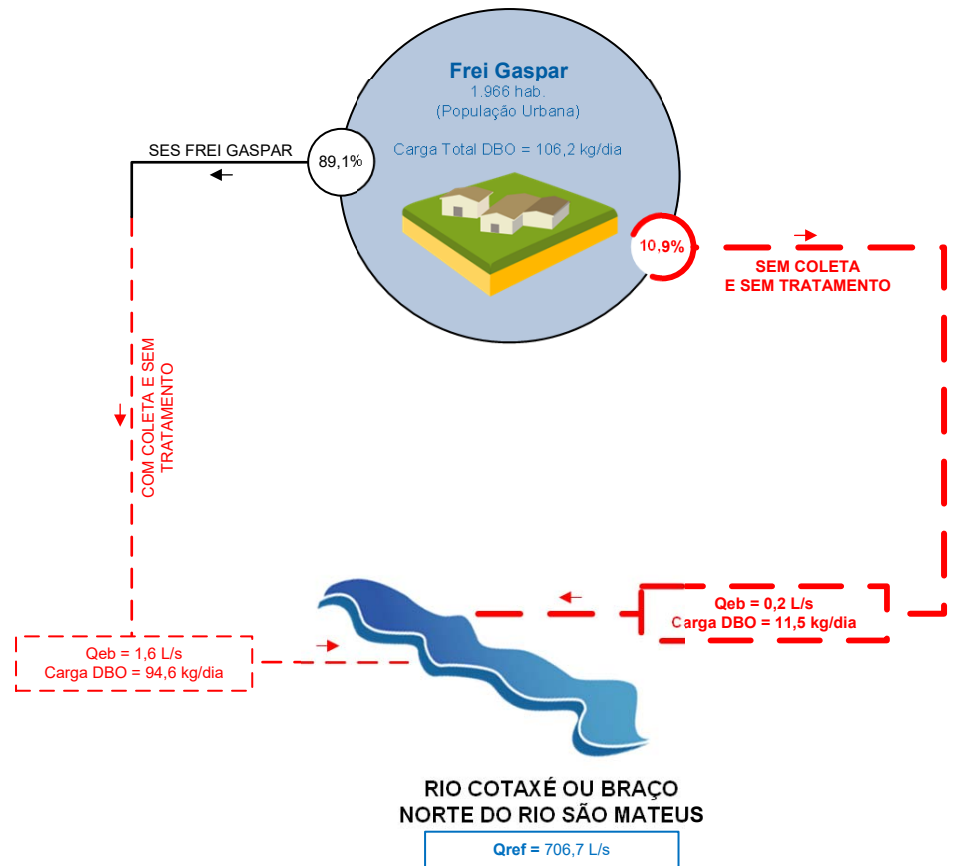 Frei Gaspar
1.966 hab.
(População Urbana)
Carga Total DBO = 106,2 kg/dia
SES FREI GASPAR
89,1%
10,9%
SEM COLETA
E SEM TRATAMENTO
COM COLETA E SEM
TRATAMENTO
Qeb = 0,2 L/s
Carga DBO = 11,5 kg/dia
Qeb = 1,6 L/s
Carga DBO = 94,6 kg/dia
RIO COTAXÉ OU BRAÇO
NORTE DO RIO SÃO MATEUS
Qref = 706,7 L/s